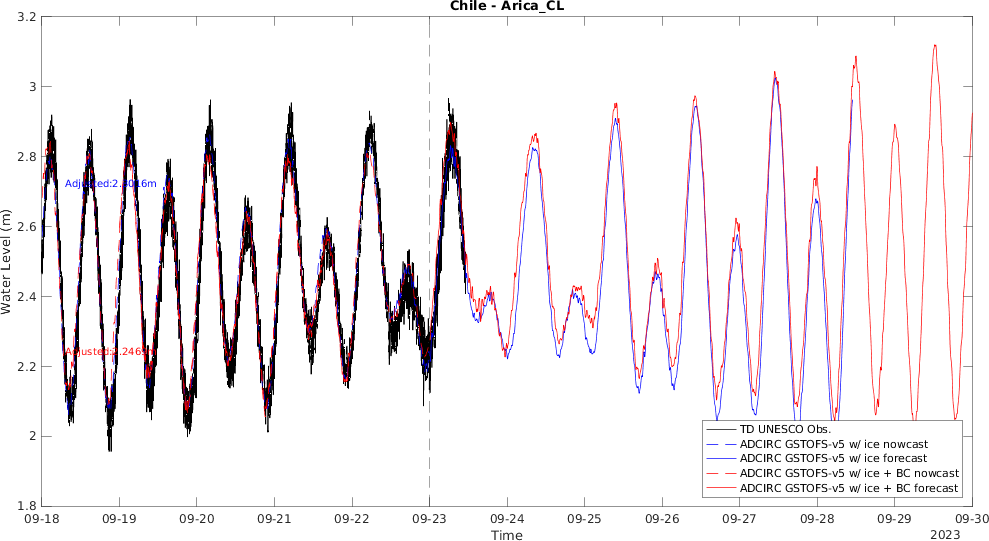 Chile - Arica_CL
3.2
3
2.8
2.6
2.4
2.2
2
1.8
Water Level (m)
Adjusted:2.
016m
Adjusted:2.246
TD UNESCO Obs.
ADCIRC GSTOFS-v5 w/ ice nowcast
ADCIRC GSTOFS-v5 w/ ice forecast
ADCIRC GSTOFS-v5 w/ ice + BC nowcast
ADCIRC GSTOFS-v5 w/ ice + BC forecast
09-18 09-19 09-20 09-21 09-22 09-23 09-24 09-25 09-26 09-27 09-28 09-29 09-30
Time
2023